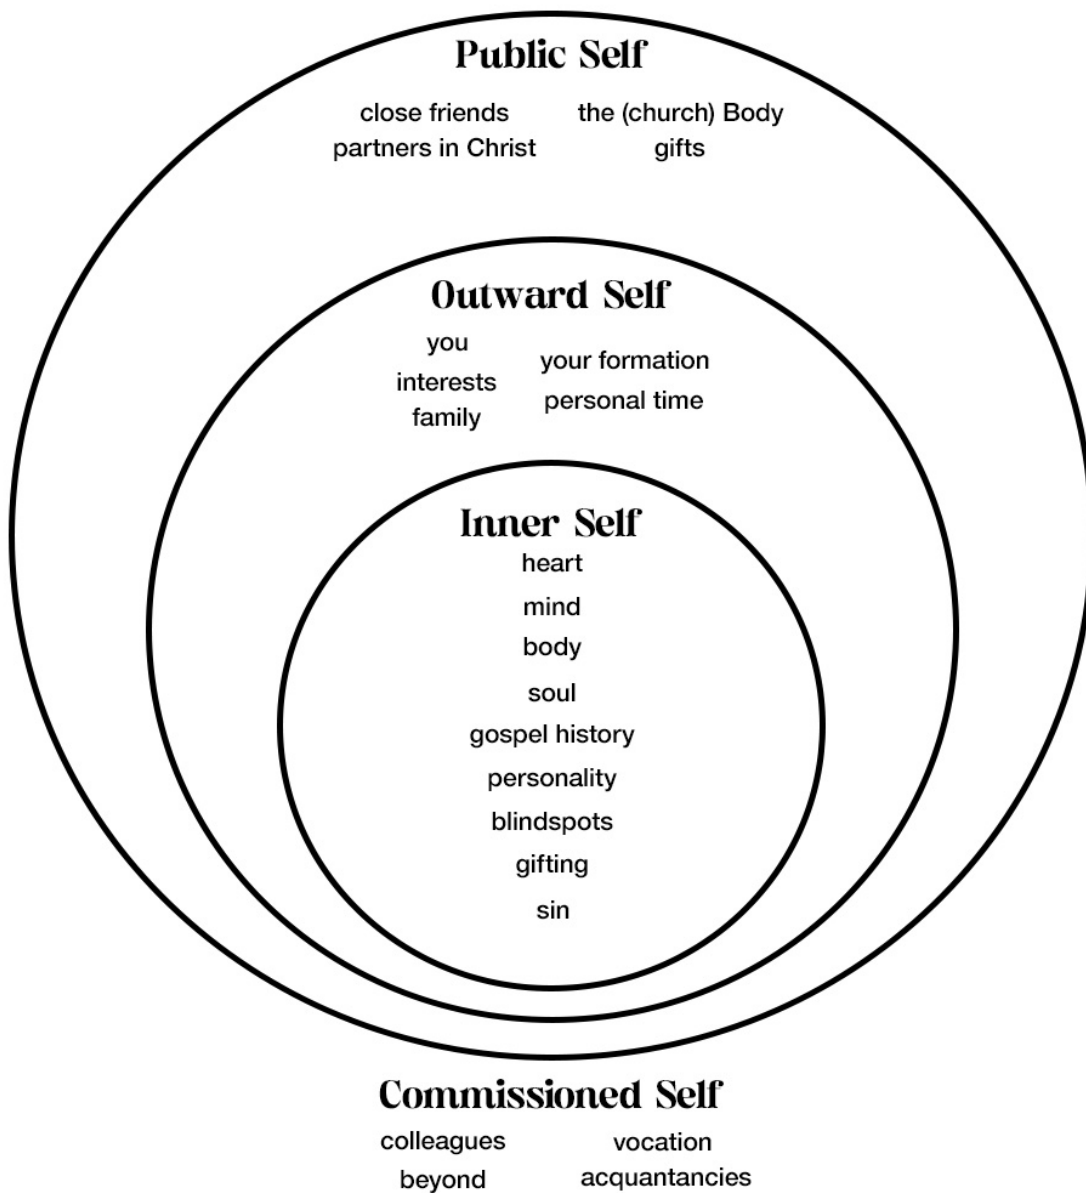 Public Self
close friends the (church) Body
partners in Christ gifts
Outward Self
you
your formation
interests
personal time
family
Inner Self
heart
mind
body
soul
gospel history
personality
blindspots
gifting
sin
Commissioned Self
colleagues vocation
beyond acquantancies